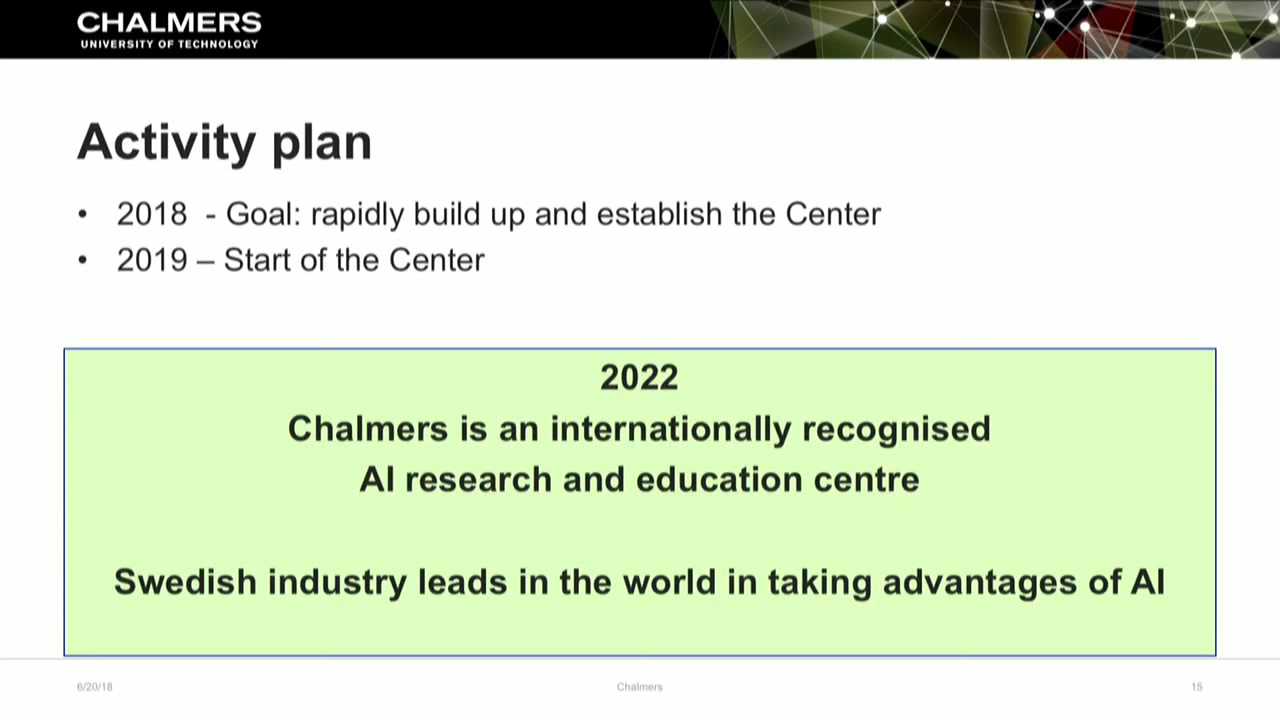 CHALMERS
UNIVERSITY OF TECHNOLOGY
Activity plan
• 2018 - Goal: rapidly build up and establish the Center
• 2019 – Start of the Center
2022
Chalmers is an internationally recognised
AI research and education centre
Swedish industry leads in the world in taking advantages of AI
6/20/18
Chalmers
15